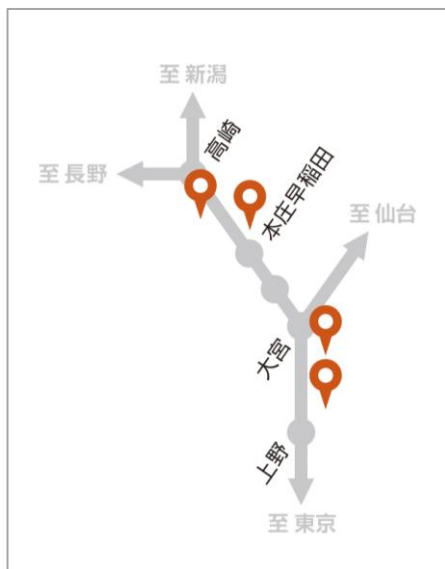 至 新潟
高崎
至 長野
本庄早稲田
至 仙台
大宮
上野
至 東京